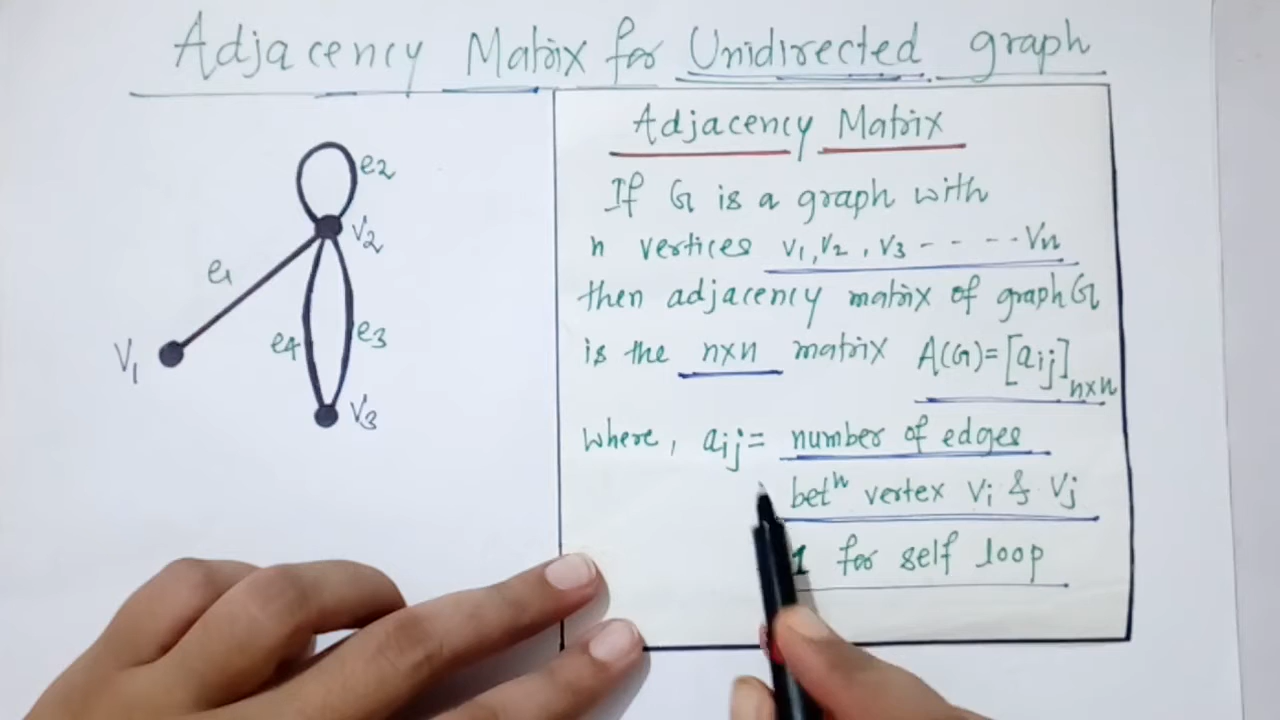 Adjacency Matrix for Unidirected graph
e2
V2
e1
e4
e3
V1
V3
Adjacency Matrix
If G is a graph with
n vertices v1, v2, v3 - - - - - Vn
then adjacency matrix of graph G
is the nxn matrix A(G)=[aij]nxn
where, aij= number of edges
betn vertex Vi & Vj
1 for self loop